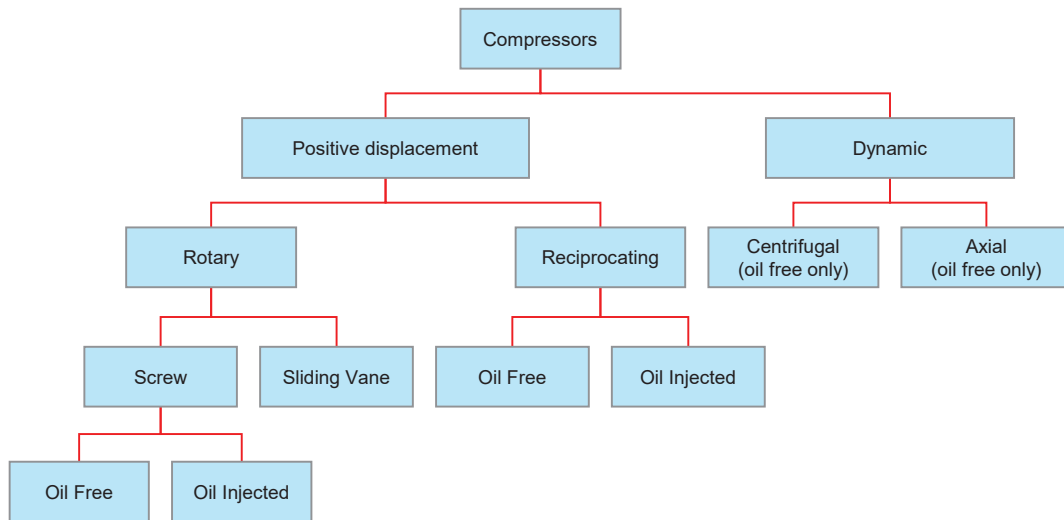 Compressors
Positive displacement
Dynamic
Rotary
Reciprocating
Centrifugal
(oil free only)
Axial
(oil free only)
Screw
Sliding Vane
Oil Free
Oil Injected
Oil Free
Oil Injected